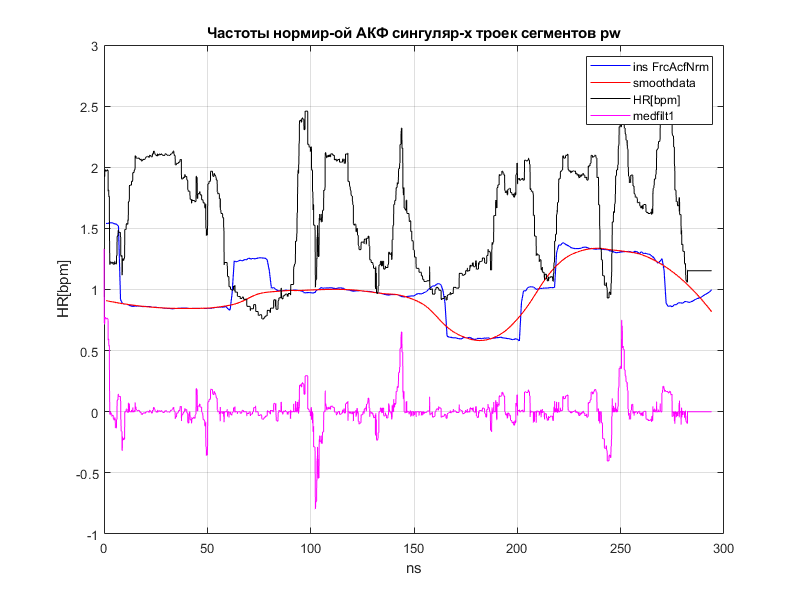 Частоты нормир-ой АКФ сингуляр-х троек сегментов pw
3
2.5
2
1.5
1
0.5
0
-0.5
-1
HR[bpm]
ins FrcAcfNrm
smoothdata
HR[bpm]
medfilt1
0 50 100 150 200 250 300
ns